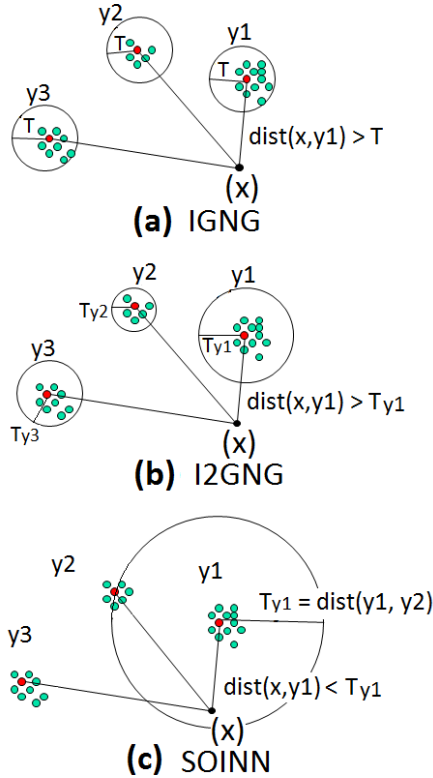 y2
y1
T
T
y3
T
dist(x,y1) > T
(x)
(a) IGNG
y2
y1
Ty2
y3
Ty1
dist(x,y1) > Ty1
Ty3
(x)
(b) I2GNG
y2
y1
Ty1 = dist(y1, y2)
y3
dist(x,y1) < Ty1
(x)
(c) SOINN